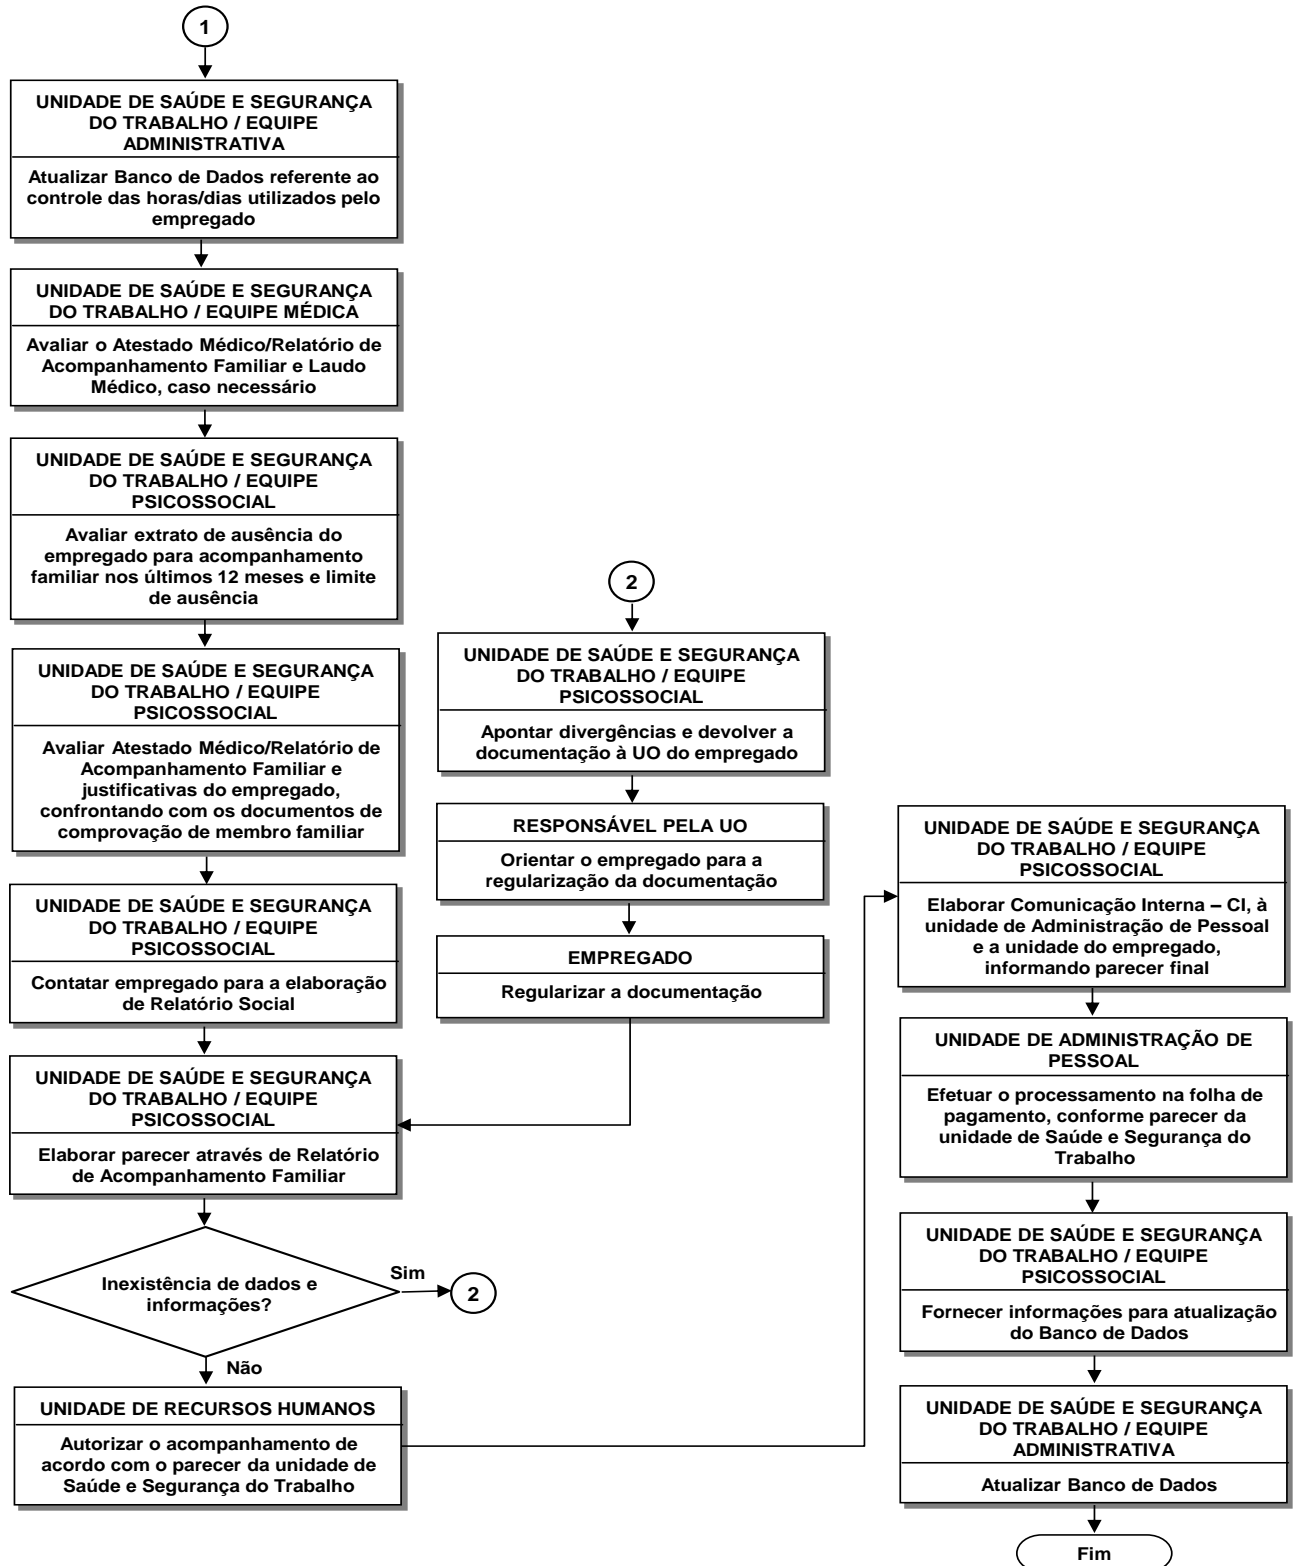 1
UNIDADE DE SAÚDE E SEGURANÇA
DO TRABALHO / EQUIPE
ADMINISTRATIVA
Atualizar Banco de Dados referente ao
controle das horas/dias utilizados pelo
empregado
UNIDADE DE SAÚDE E SEGURANÇA
DO TRABALHO / EQUIPE MÉDICA
Avaliar o Atestado Médico/Relatório de
Acompanhamento Familiar e Laudo
Médico, caso necessário
UNIDADE DE SAÚDE E SEGURANÇA
DO TRABALHO / EQUIPE
PSICOSSOCIAL
Avaliar extrato de ausência do
empregado para acompanhamento
familiar nos últimos 12 meses e limite
de ausência
UNIDADE DE SAÚDE E SEGURANÇA
DO TRABALHO / EQUIPE
PSICOSSOCIAL
Avaliar Atestado Médico/Relatório de
Acompanhamento Familiar e
justificativas do empregado,
confrontando com os documentos de
comprovação de membro familiar
UNIDADE DE SAÚDE E SEGURANÇA
DO TRABALHO / EQUIPE
PSICOSSOCIAL
Contatar empregado para a elaboração
de Relatório Social
UNIDADE DE SAÚDE E SEGURANÇA
DO TRABALHO / EQUIPE
PSICOSSOCIAL
Elaborar parecer através de Relatório
de Acompanhamento Familiar
Inexistência de dados e
informações?
Sim
2
Não
UNIDADE DE RECURSOS HUMANOS
Autorizar o acompanhamento de
acordo com o parecer da unidade de
Saúde e Segurança do Trabalho
2
UNIDADE DE SAÚDE E SEGURANÇA
DO TRABALHO / EQUIPE
PSICOSSOCIAL
Apontar divergências e devolver a
documentação à UO do empregado
RESPONSÁVEL PELA UO
Orientar o empregado para a
regularização da documentação
EMPREGADO
Regularizar a documentação
UNIDADE DE SAÚDE E SEGURANÇA
DO TRABALHO / EQUIPE
PSICOSSOCIAL
Elaborar Comunicação Interna – CI, à
unidade de Administração de Pessoal
e a unidade do empregado,
informando parecer final
UNIDADE DE ADMINISTRAÇÃO DE
PESSOAL
Efetuar o processamento na folha de
pagamento, conforme parecer da
unidade de Saúde e Segurança do
Trabalho
UNIDADE DE SAÚDE E SEGURANÇA
DO TRABALHO / EQUIPE
PSICOSSOCIAL
Fornecer informações para atualização
do Banco de Dados
UNIDADE DE SAÚDE E SEGURANÇA
DO TRABALHO / EQUIPE
ADMINISTRATIVA
Atualizar Banco de Dados
Fim